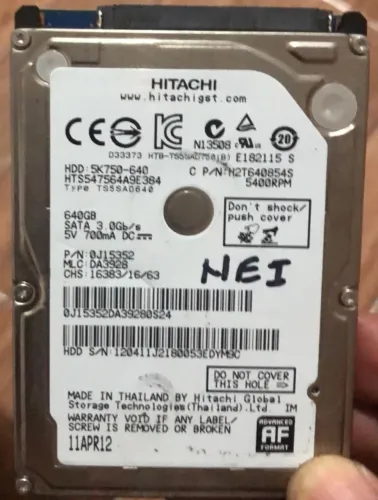 HITACHI
www.hitachigst.com
N13508
20
D33373 HTB-TS5SAD750(B) E182115 S
HDD:5K750-640 C P/N:H2T640854S
HTS547564A9E384 5400RPM
Type TS5SAD640
640GB
SATA 3.0Gb/s
5V 700mA DC
Don't shock/
push cover
P/N:0J15352
MLC:DA3928
CHS:16383/16/63
NEI
0J15352DA39280S24
HDD S/N:120411J2180053EDYM9C
DO NOT COVER
THIS HOLE =>
MADE IN THAILAND BY Hitachi Global
Storage Technologies(Thailand).Ltd. IM
WARRANTY VOID IF ANY LABEL/
SCREW IS REMOVED OR BROKEN
11APR12
ADVANCED
AF
FORMAT